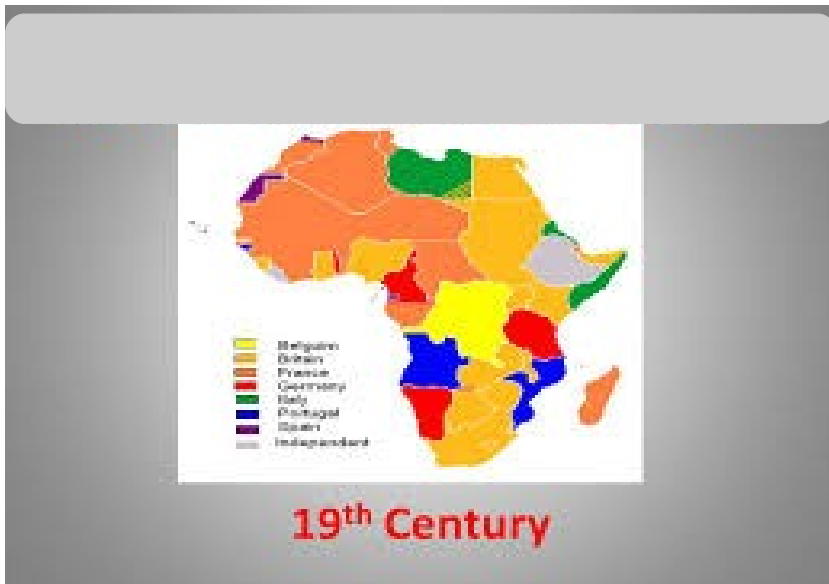 Belgium
Britain
France
Germany
Italy
Portugal
Spain
Independent
19th Century